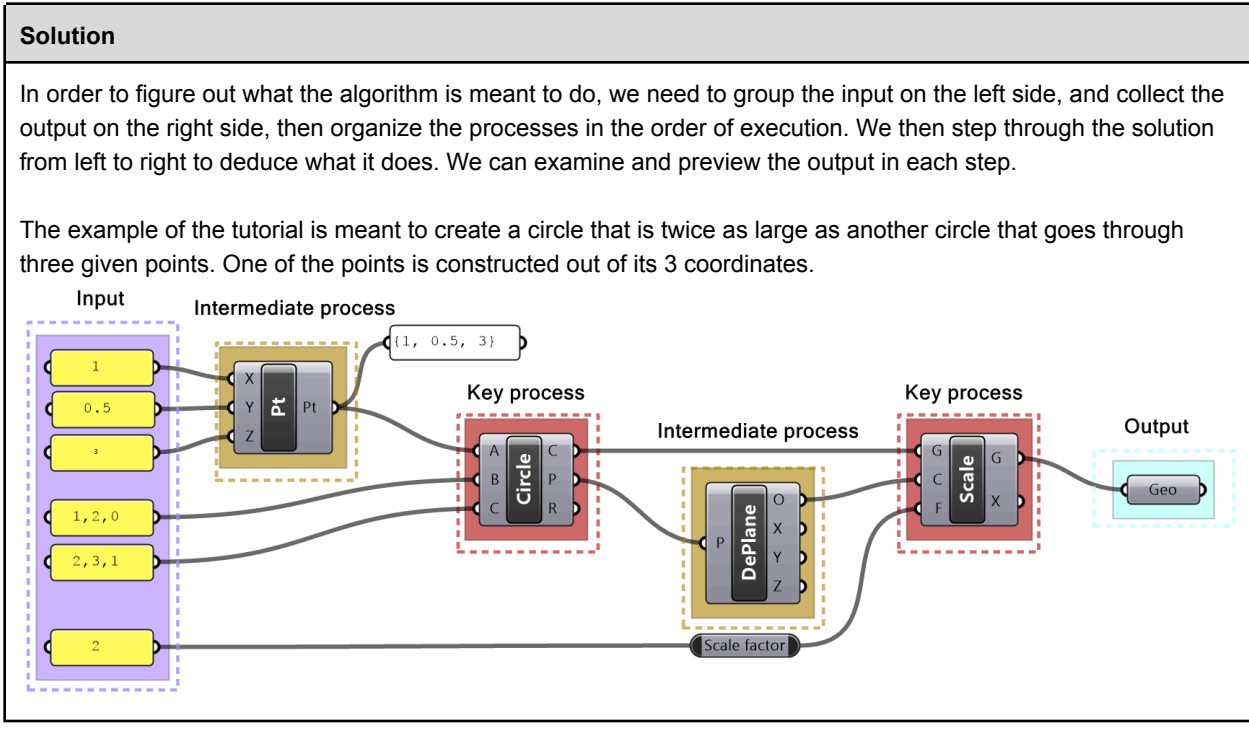 Solution
In order to figure out what the algorithm is meant to do, we need to group the input on the left side, and collect the
output on the right side, then organize the processes in the order of execution. We then step through the solution
from left to right to deduce what it does. We can examine and preview the output in each step.
The example of the tutorial is meant to create a circle that is twice as large as another circle that goes through
three given points. One of the points is constructed out of its 3 coordinates.
Input
Intermediate process
1
0.5
3
1,2,0
2,3,1
2
X
Y
Z
Pt
Pt
{1, 0.5, 3}
Key process
A
B
C
Circle
C
P
R
Intermediate process
P
DePlane
O
X
Y
Z
Scale factor
Key process
G
C
F
Scale
G
X
Output
Geo